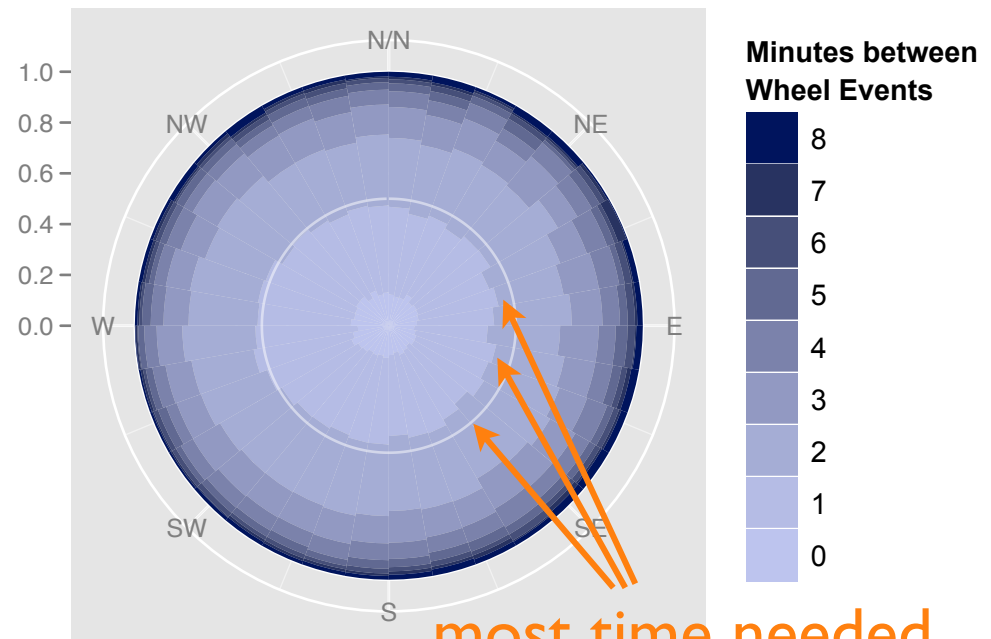 N/N
1.0
0.8
0.6
0.4
0.2
0.0
NW
NE
W
E
SW
SE
S
Minutes between
Wheel Events
8
7
6
5
4
3
2
1
0
most time needed